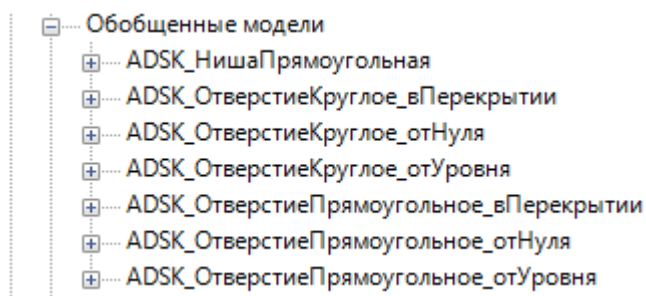 Обобщенные модели
ADSK_НишаПрямоугольная
ADSK_ОтверстиеКруглое_вПерекрытии
ADSK_ОтверстиеКруглое_отНуля
ADSK_ОтверстиеКруглое_отУровня
ADSK_ОтверстиеПрямоугольное_вПерекрытии
ADSK_ОтверстиеПрямоугольное_отНуля
ADSK_ОтверстиеПрямоугольное_отУровня